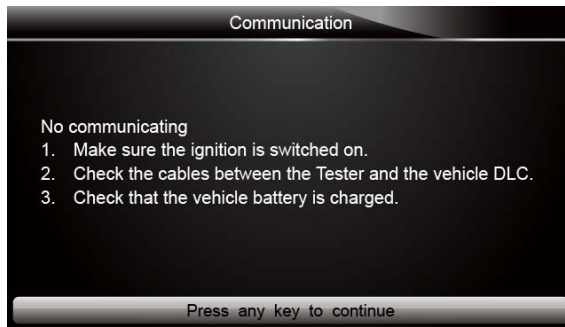 Communication
No communicating
1. Make sure the ignition is switched on.
2. Check the cables between the Tester and the vehicle DLC.
3. Check that the vehicle battery is charged.
Press any key to continue